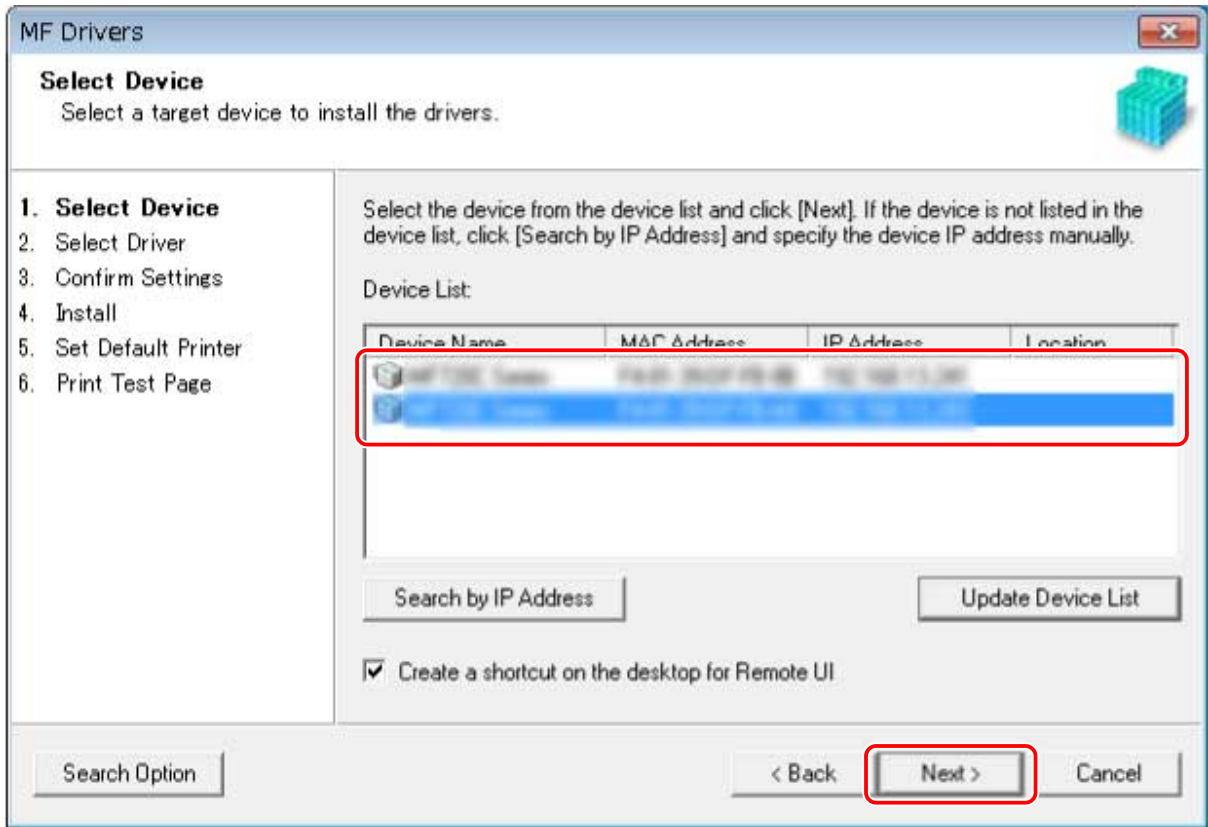 MF Drivers
Select Device
Select a target device to install the drivers.
1. Select Device
2. Select Driver
3. Confirm Settings
4. Install
5. Set Default Printer
6. Print Test Page
Select the device from the device list and click [Next]. If the device is not listed in the
device list, click [Search by IP Address] and specify the device IP address manually.
Device List:
Device Name MAC Address IP Address Location
Search by IP Address Update Device List
Create a shortcut on the desktop for Remote UI
Search Option < Back Next > Cancel